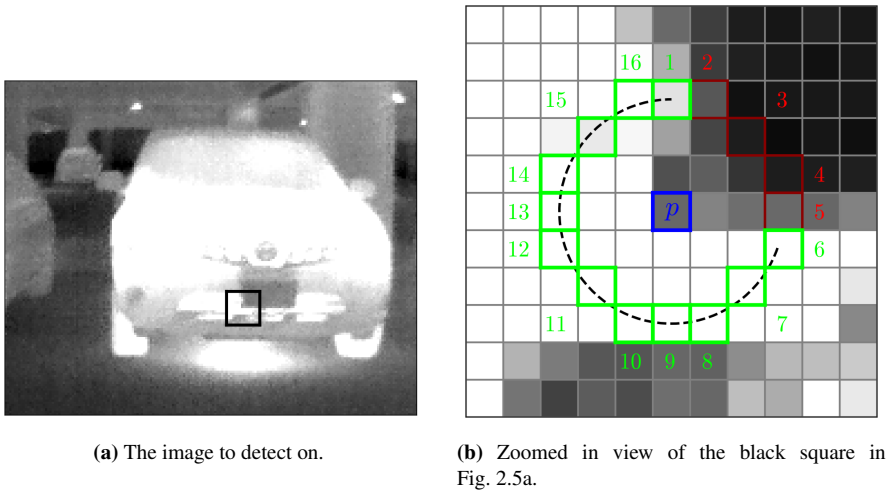 16 1 2
15 3
14 4
13 p 5
12 6
11 7
10 9 8
(a) The image to detect on.
(b) Zoomed in view of the black square in
Fig. 2.5a.